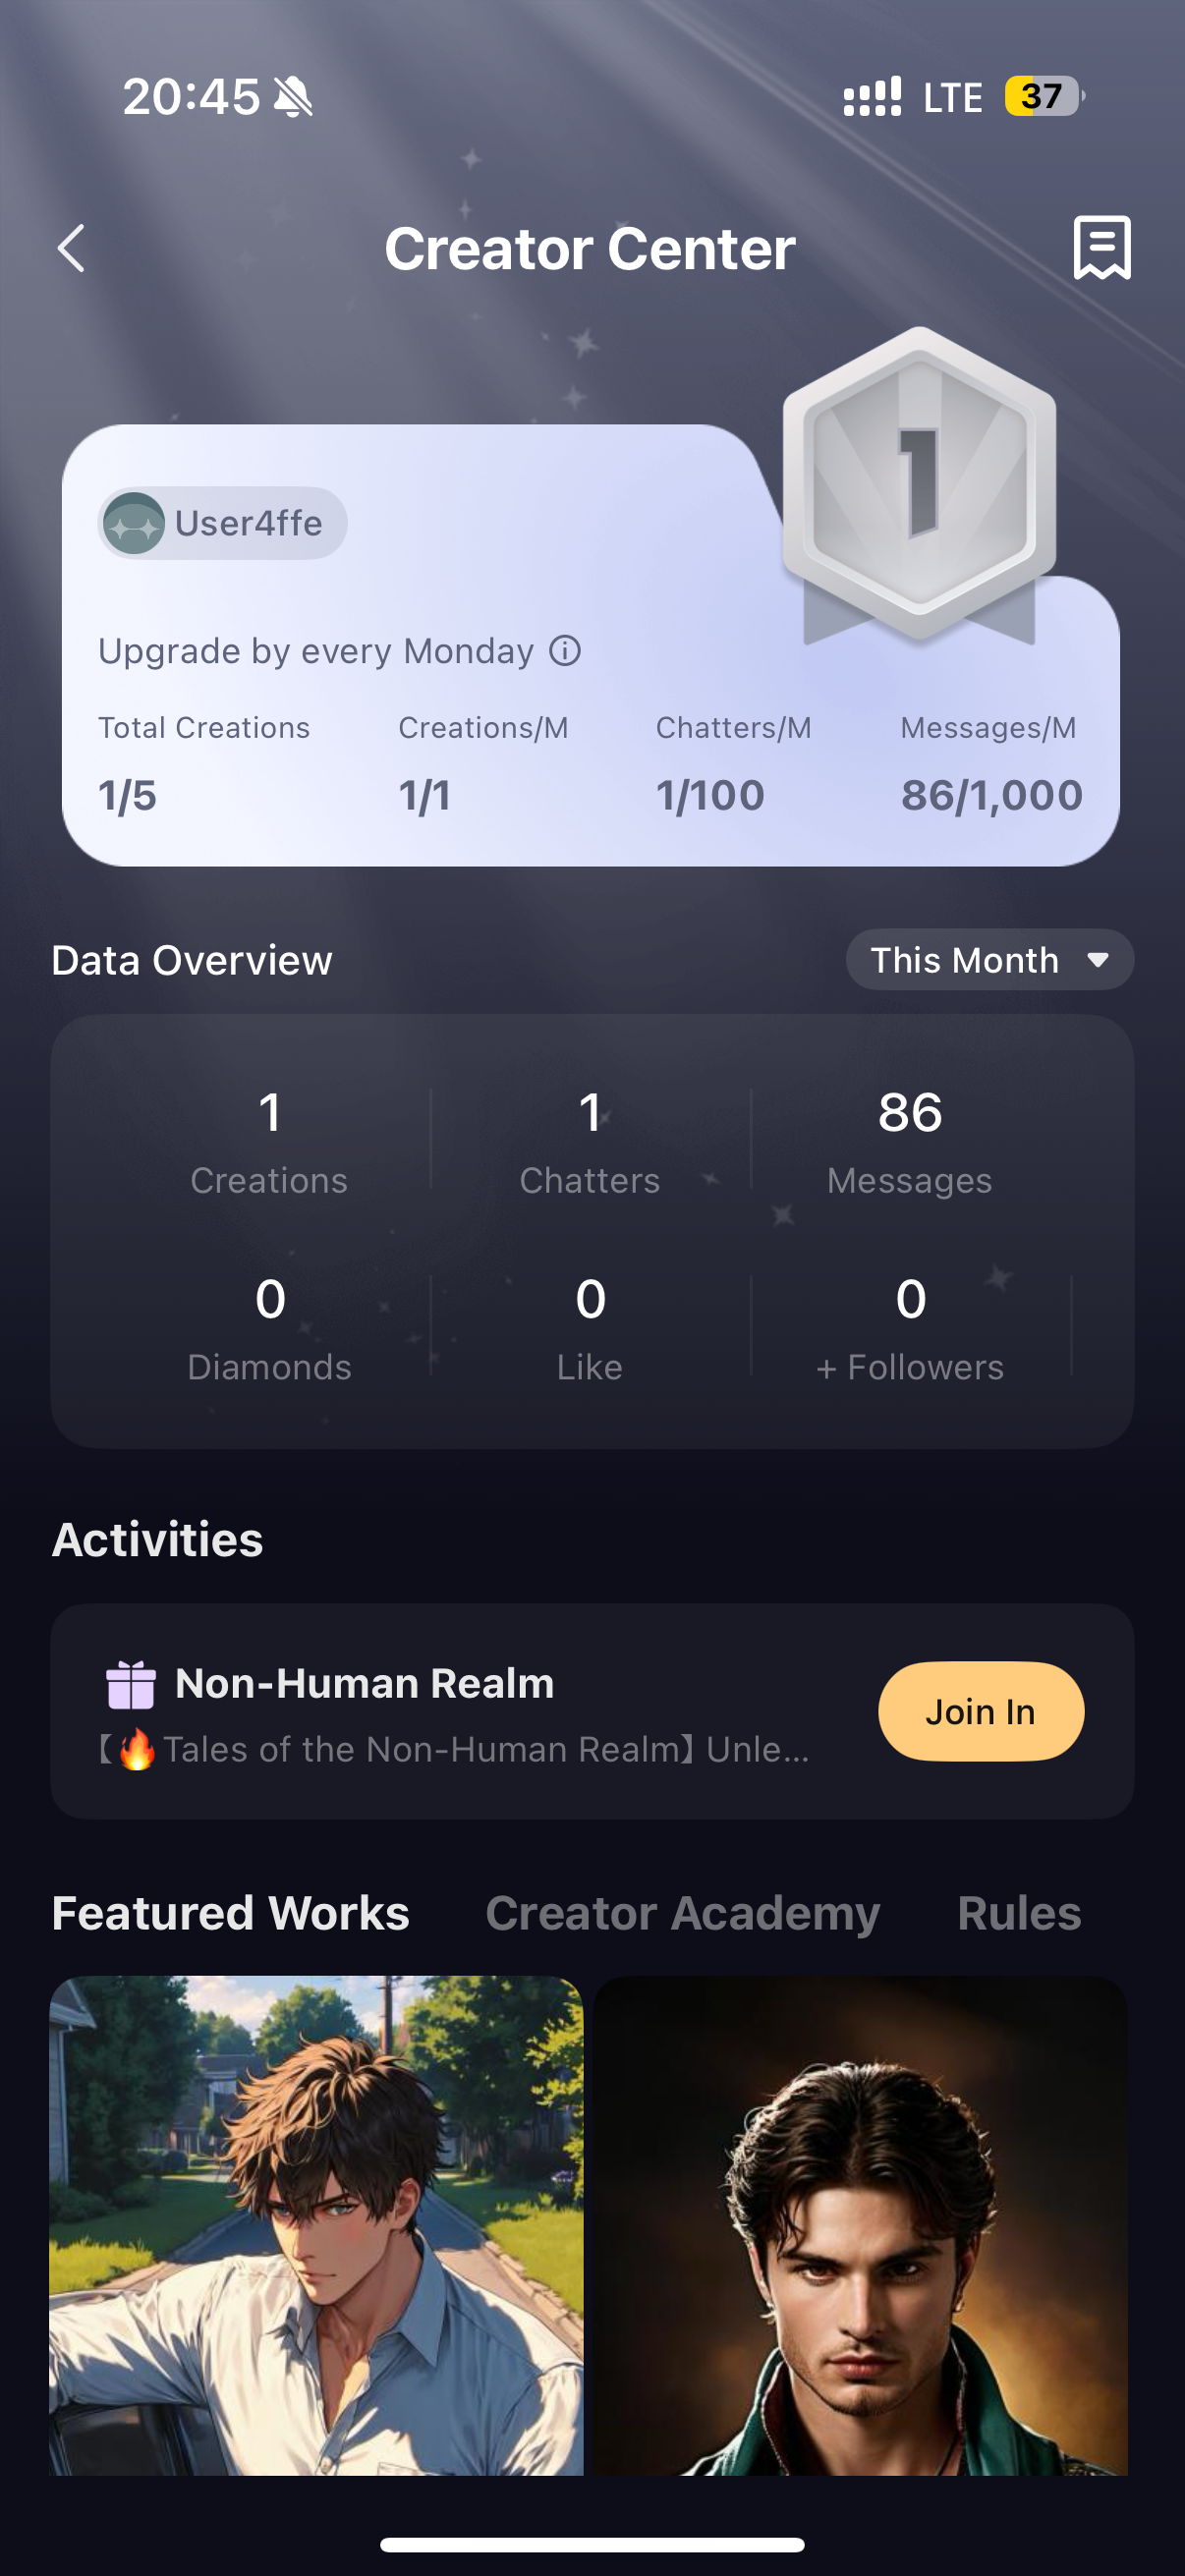 20:45 LTE 37
Creator Center
1
User4ffe
Upgrade by every Monday
Total Creations Creations/M Chatters/M Messages/M
1/5 1/1 1/100 86/1,000
Data Overview This Month
1 1 86
Creations Chatters Messages
0 0 0
Diamonds Like + Followers
Activities
Non-Human Realm
【🔥Tales of the Non-Human Realm】 Unle...
Join In
Featured Works Creator Academy Rules